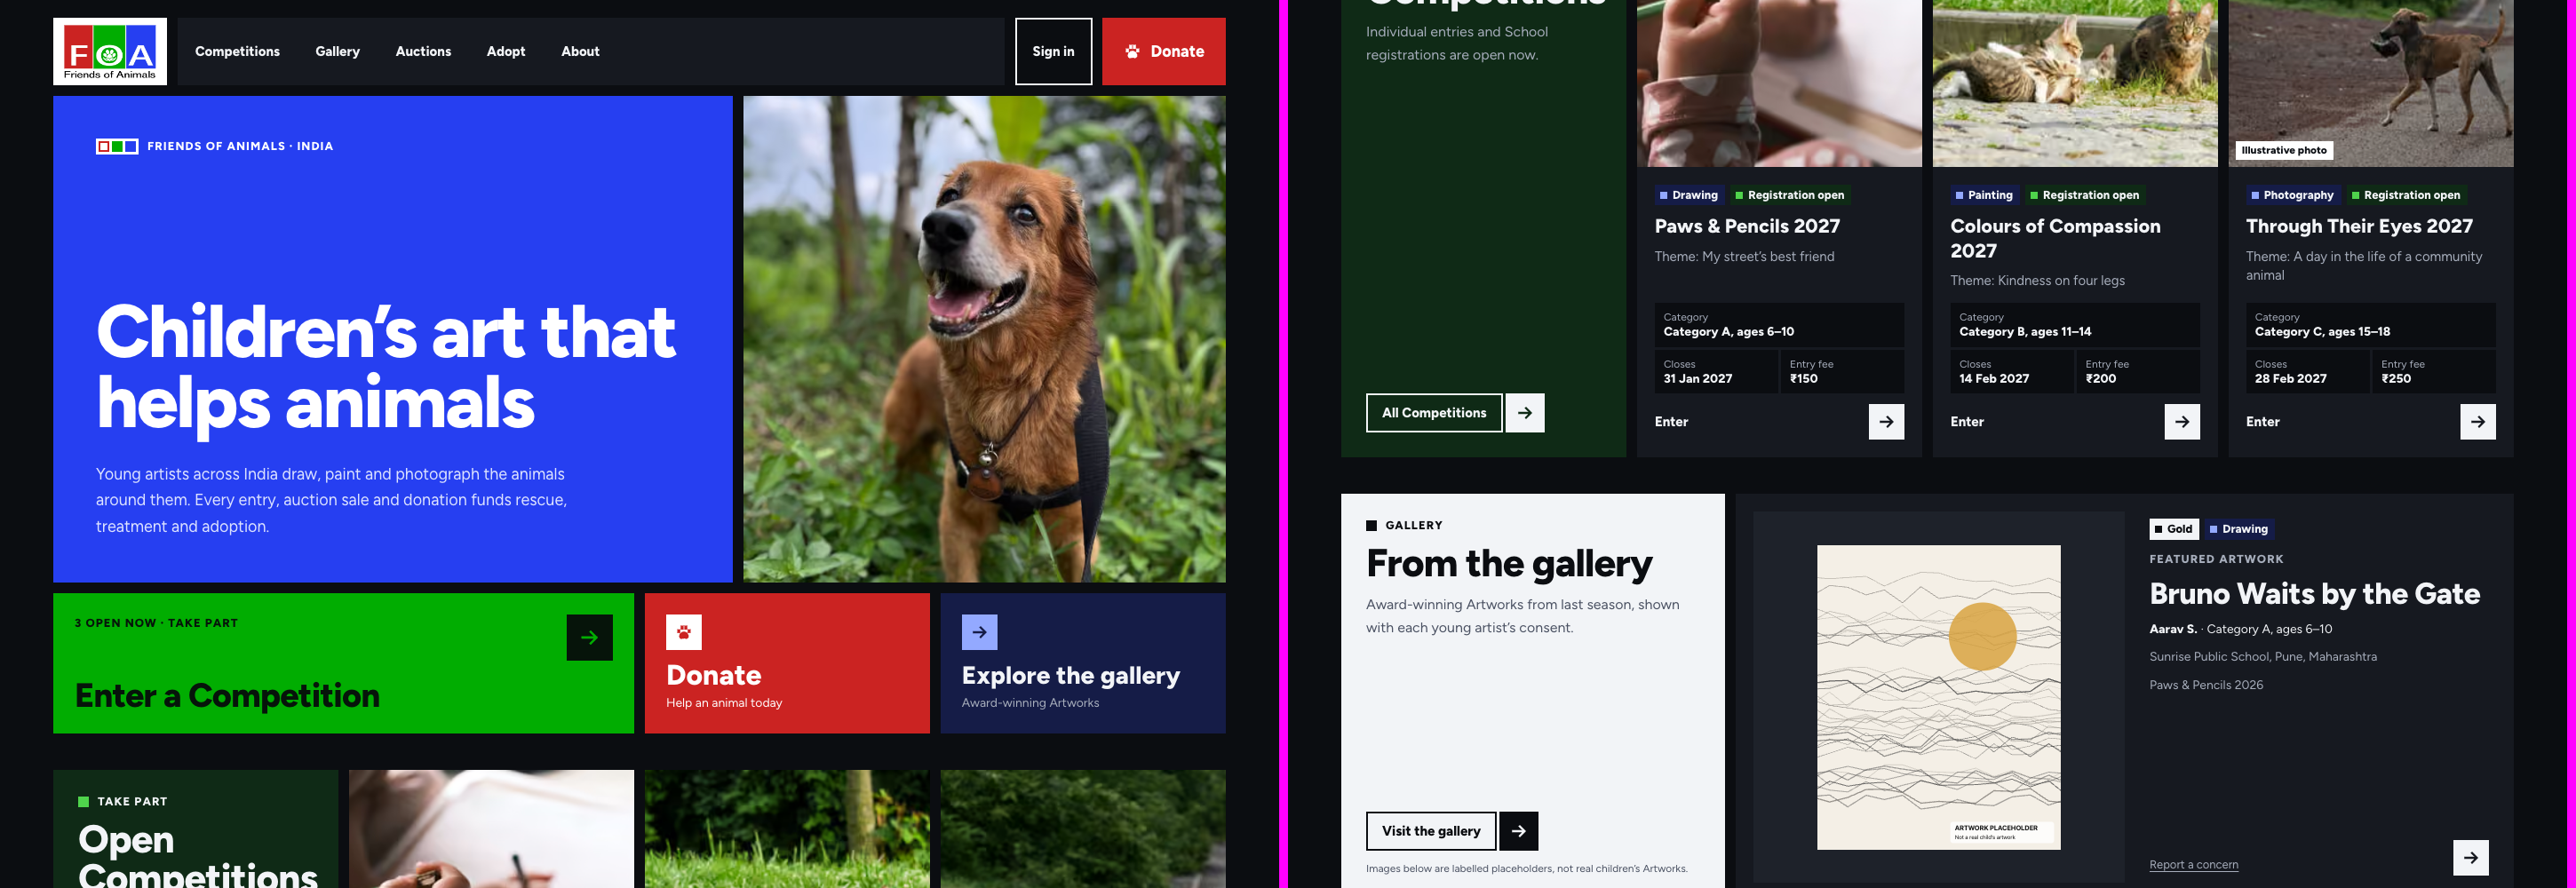 FOA
Friends of Animals
Competitions
Gallery
Auctions
Adopt
About
Sign in
Donate
FRIENDS OF ANIMALS · INDIA
Children’s art that
helps animals
Young artists across India draw, paint and photograph the animals
around them. Every entry, auction sale and donation funds rescue,
treatment and adoption.
3 OPEN NOW · TAKE PART
Enter a Competition
Donate
Help an animal today
Explore the gallery
Award-winning Artworks
TAKE PART
Open
Competitions
Competitions
Individual entries and School
registrations are open now.
All Competitions
Drawing
Registration open
Paws & Pencils 2027
Theme: My street’s best friend
Category
Category A, ages 6–10
Closes
31 Jan 2027
Entry fee
₹150
Enter
Painting
Registration open
Colours of Compassion
2027
Theme: Kindness on four legs
Category
Category B, ages 11–14
Closes
14 Feb 2027
Entry fee
₹200
Enter
Illustrative photo
Photography
Registration open
Through Their Eyes 2027
Theme: A day in the life of a community
animal
Category
Category C, ages 15–18
Closes
28 Feb 2027
Entry fee
₹250
Enter
GALLERY
From the gallery
Award-winning Artworks from last season, shown
with each young artist’s consent.
Visit the gallery
Images below are labelled placeholders, not real children’s Artworks.
ARTWORK PLACEHOLDER
Not a real child's artwork
Gold
Drawing
FEATURED ARTWORK
Bruno Waits by the Gate
Aarav S. · Category A, ages 6–10
Sunrise Public School, Pune, Maharashtra
Paws & Pencils 2026
Report a concern